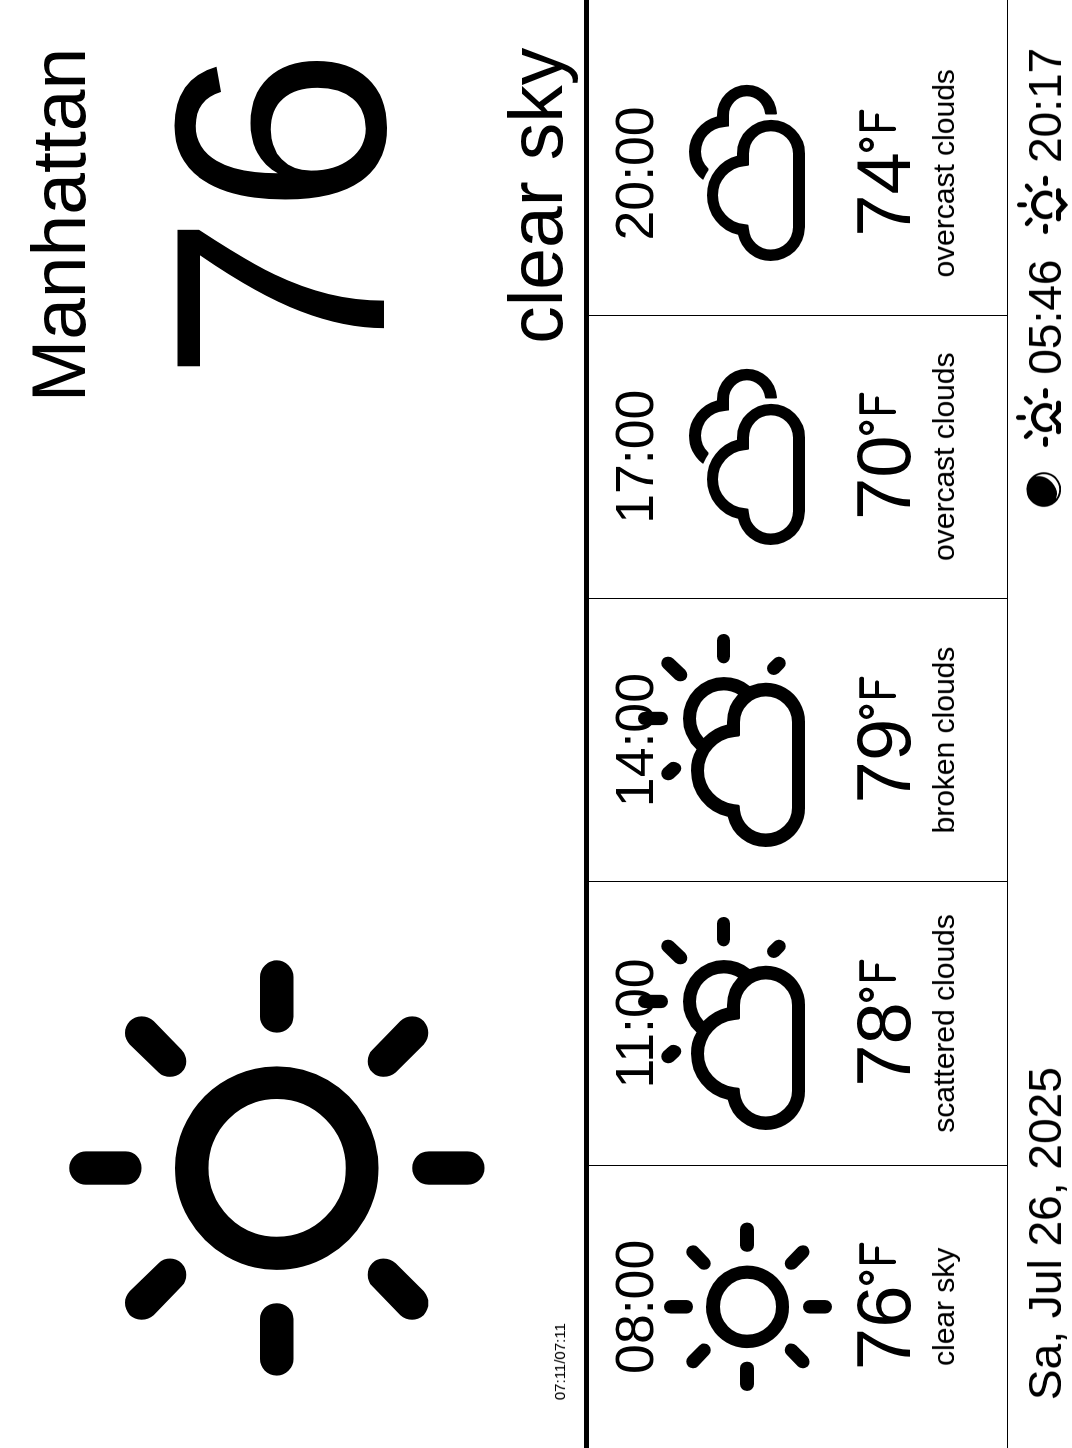 Manhattan
76
clear sky
07:11/07:11
08:00
76°F
clear sky
11:00
78°F
scattered clouds
14:00
79°F
broken clouds
17:00
70°F
overcast clouds
20:00
74°F
overcast clouds
Sa, Jul 26, 2025
05:46 20:17